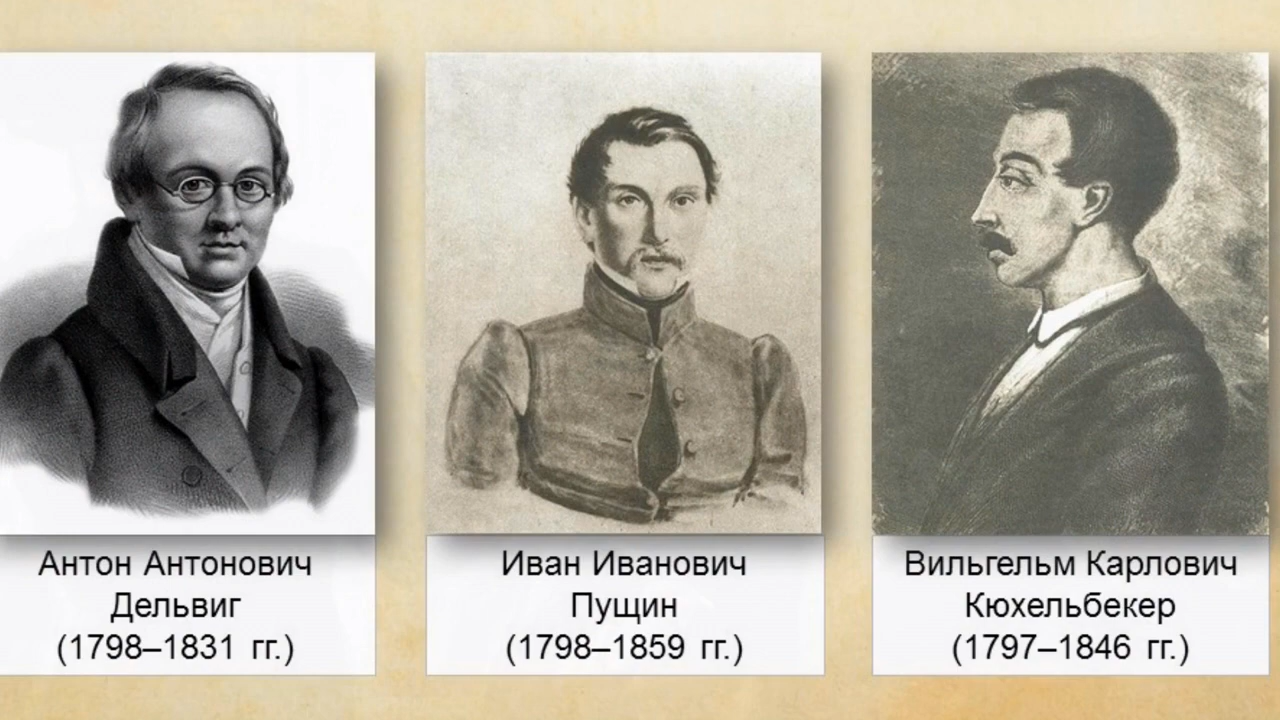 Антон Антонович
Дельвиг
(1798–1831 гг.)
Иван Иванович
Пущин
(1798–1859 гг.)
Вильгельм Карлович
Кюхельбекер
(1797–1846 гг.)